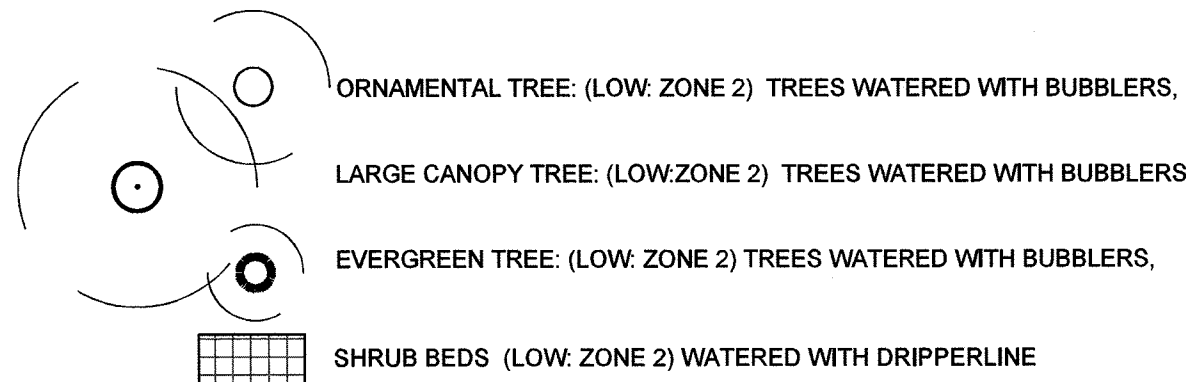 ORNAMENTAL TREE: (LOW: ZONE 2) TREES WATERED WITH BUBBLERS,
LARGE CANOPY TREE: (LOW:ZONE 2) TREES WATERED WITH BUBBLERS
EVERGREEN TREE: (LOW: ZONE 2) TREES WATERED WITH BUBBLERS,
SHRUB BEDS (LOW: ZONE 2) WATERED WITH DRIPPERLINE